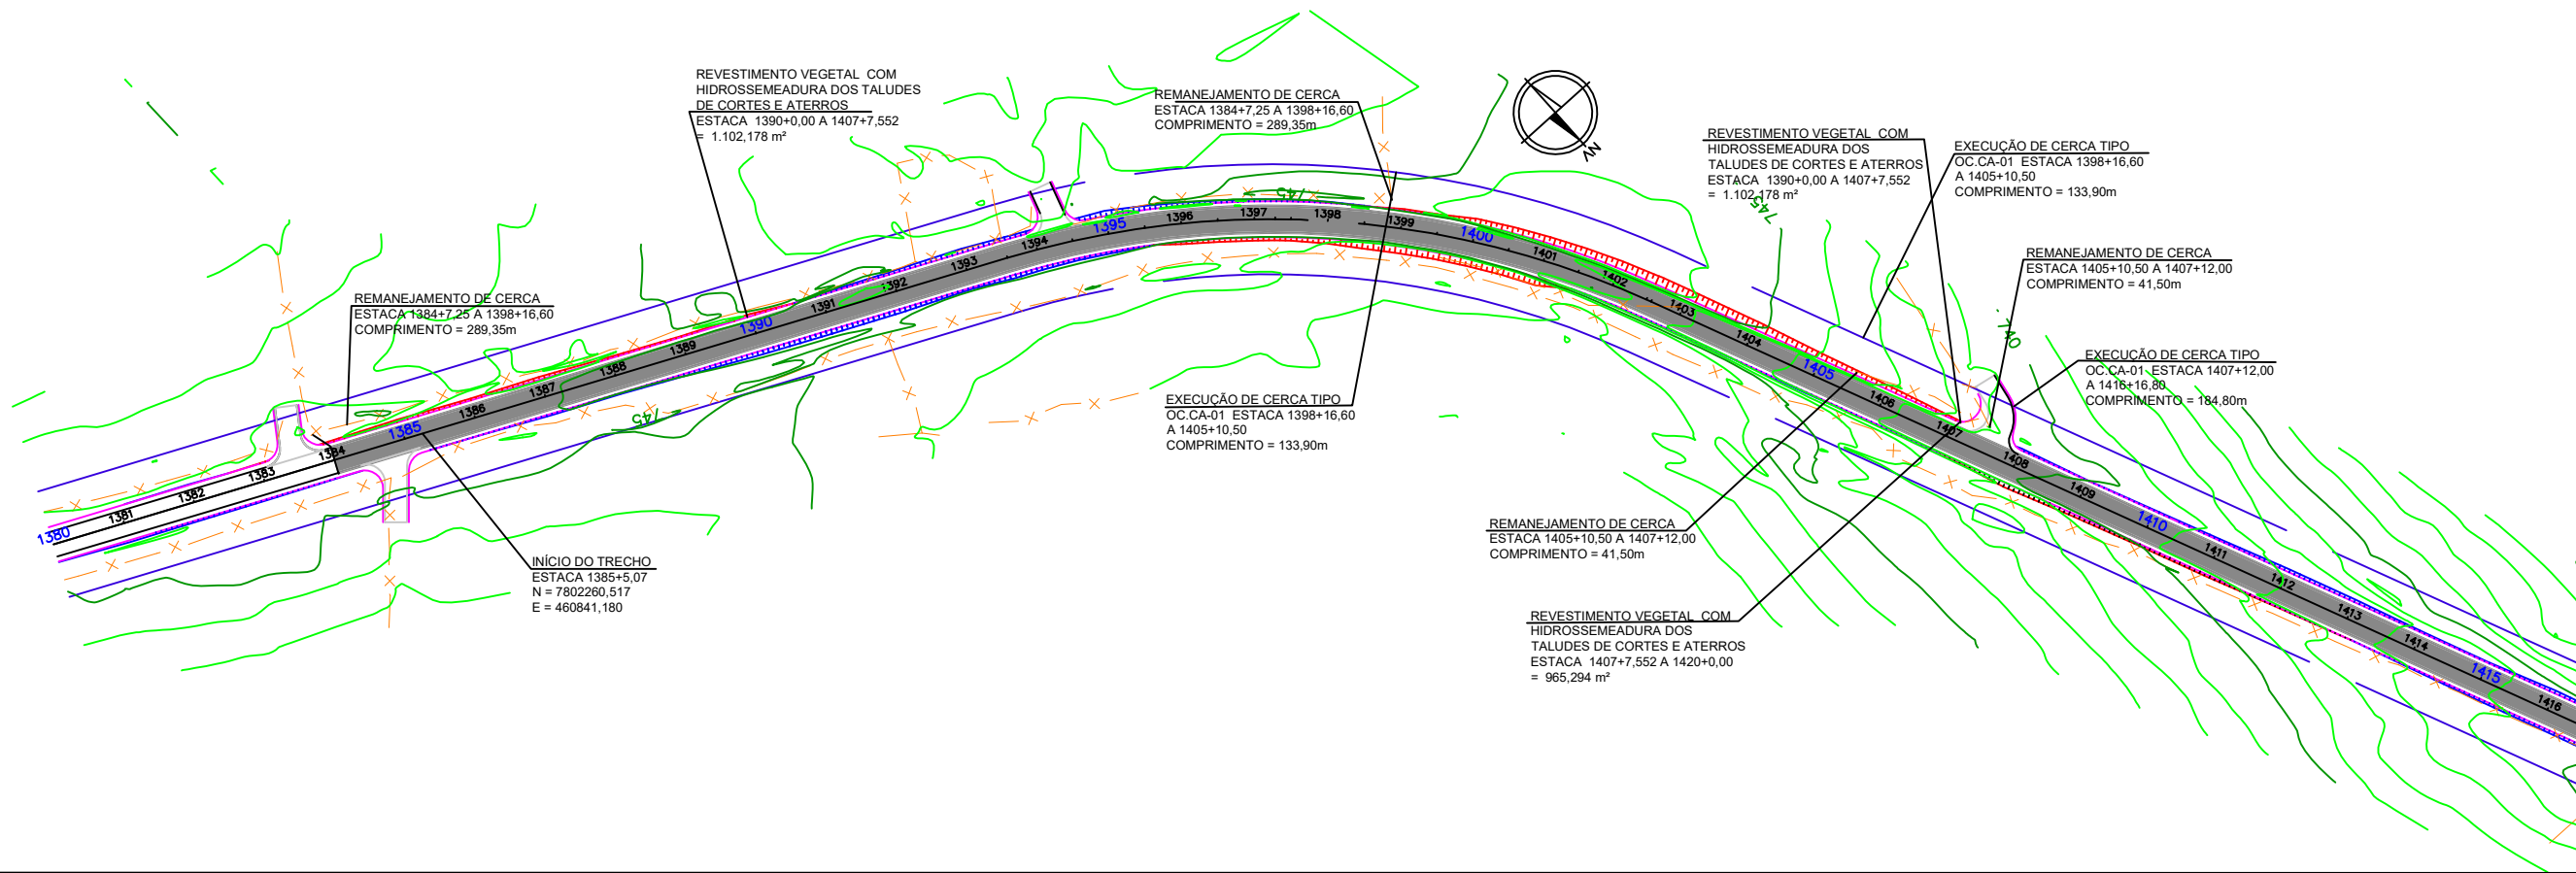 REVESTIMENTO VEGETAL  COM
HIDROSSEMEADURA DOS TALUDES
DE CORTES E ATERROS
ESTACA  1390+0,00 A 1407+7,552
=  1.102,178 m²
REMANEJAMENTO DE CERCA
ESTACA 1384+7,25 A 1398+16,60
COMPRIMENTO = 289,35m
NV
REVESTIMENTO VEGETAL  COM
HIDROSSEMEADURA DOS
TALUDES DE CORTES E ATERROS
ESTACA  1390+0,00 A 1407+7,552
=  1.102,178 m²
EXECUÇÃO DE CERCA TIPO
OC.CA-01  ESTACA 1398+16,60
A 1405+10,50
COMPRIMENTO = 133,90m
REMANEJAMENTO DE CERCA
ESTACA 1405+10,50 A 1407+12,00
COMPRIMENTO = 41,50m
REMANEJAMENTO DE CERCA
ESTACA 1384+7,25 A 1398+16,60
COMPRIMENTO = 289,35m
EXECUÇÃO DE CERCA TIPO
OC.CA-01  ESTACA 1407+12,00
A 1416+16,80
COMPRIMENTO = 184,80m
EXECUÇÃO DE CERCA TIPO
OC.CA-01  ESTACA 1398+16,60
A 1405+10,50
COMPRIMENTO = 133,90m
REMANEJAMENTO DE CERCA
ESTACA 1405+10,50 A 1407+12,00
COMPRIMENTO = 41,50m
INÍCIO DO TRECHO
ESTACA 1385+5,07
N = 7802260,517
E = 460841,180
REVESTIMENTO VEGETAL  COM
HIDROSSEMEADURA DOS
TALUDES DE CORTES E ATERROS
ESTACA  1407+7,552 A 1420+0,00
=  965,294 m²
745
745
745
740
1380
1381
1382
1383
1384
1385
1386
1387
1388
1389
1390
1391
1392
1393
1394
1395
1396
1397
1398
1399
1400
1401
1402
1403
1404
1405
1406
1407
1408
1409
1410
1411
1412
1413
1414
1415
1416